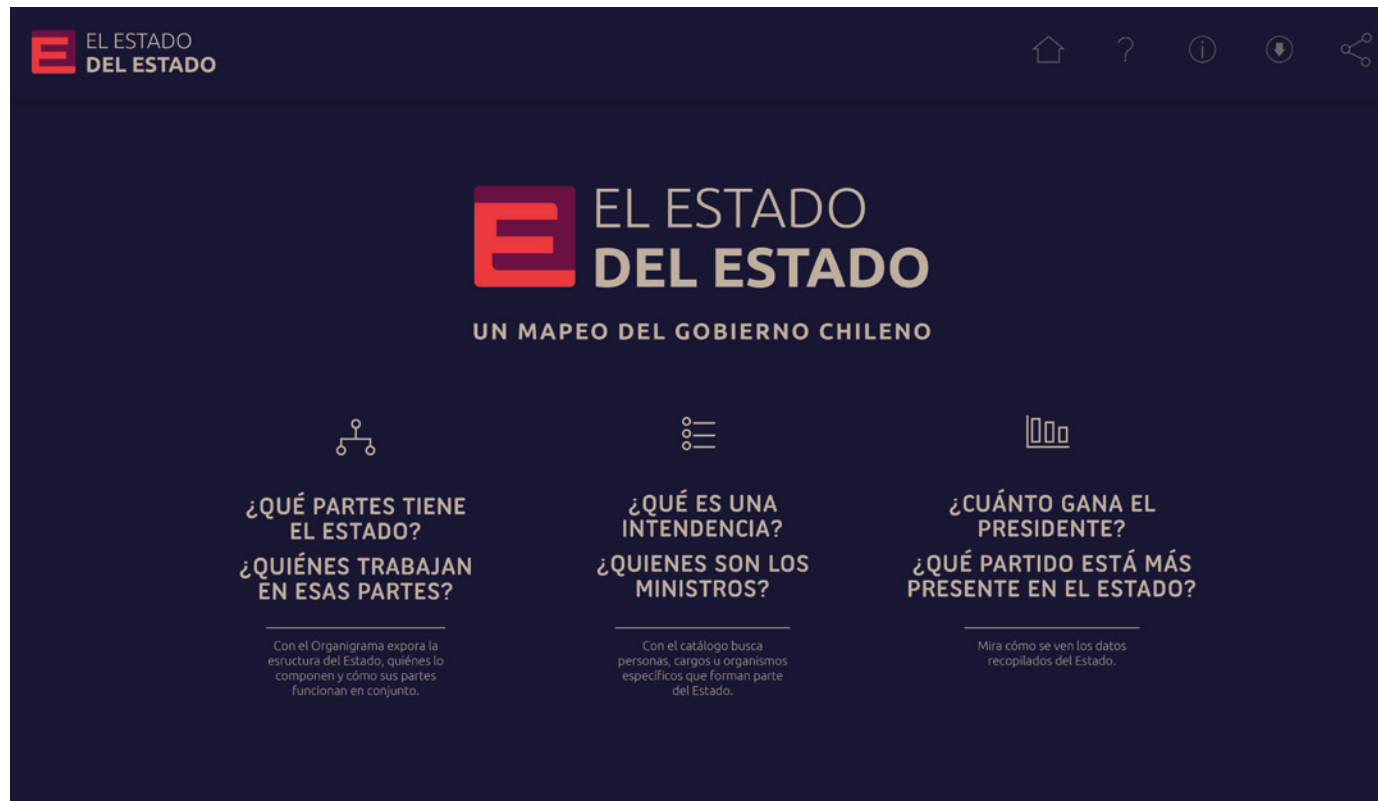 EL ESTADO
DEL ESTADO
EL ESTADO
DEL ESTADO
UN MAPEO DEL GOBIERNO CHILENO
¿QUÉ PARTES TIENE
EL ESTADO?
¿QUIÉNES TRABAJAN
EN ESAS PARTES?
Con el Organigrama expora la
esructura del Estado, quiénes lo
componen y cómo sus partes
funcionan en conjunto.
¿QUÉ ES UNA
INTENDENCIA?
¿QUIENES SON LOS
MINISTROS?
Con el catálogo busca
personas, cargos u organismos
específicos que forman parte
del Estado.
¿CUÁNTO GANA EL
PRESIDENTE?
¿QUÉ PARTIDO ESTÁ MÁS
PRESENTE EN EL ESTADO?
Mira cómo se ven los datos
recopilados del Estado.